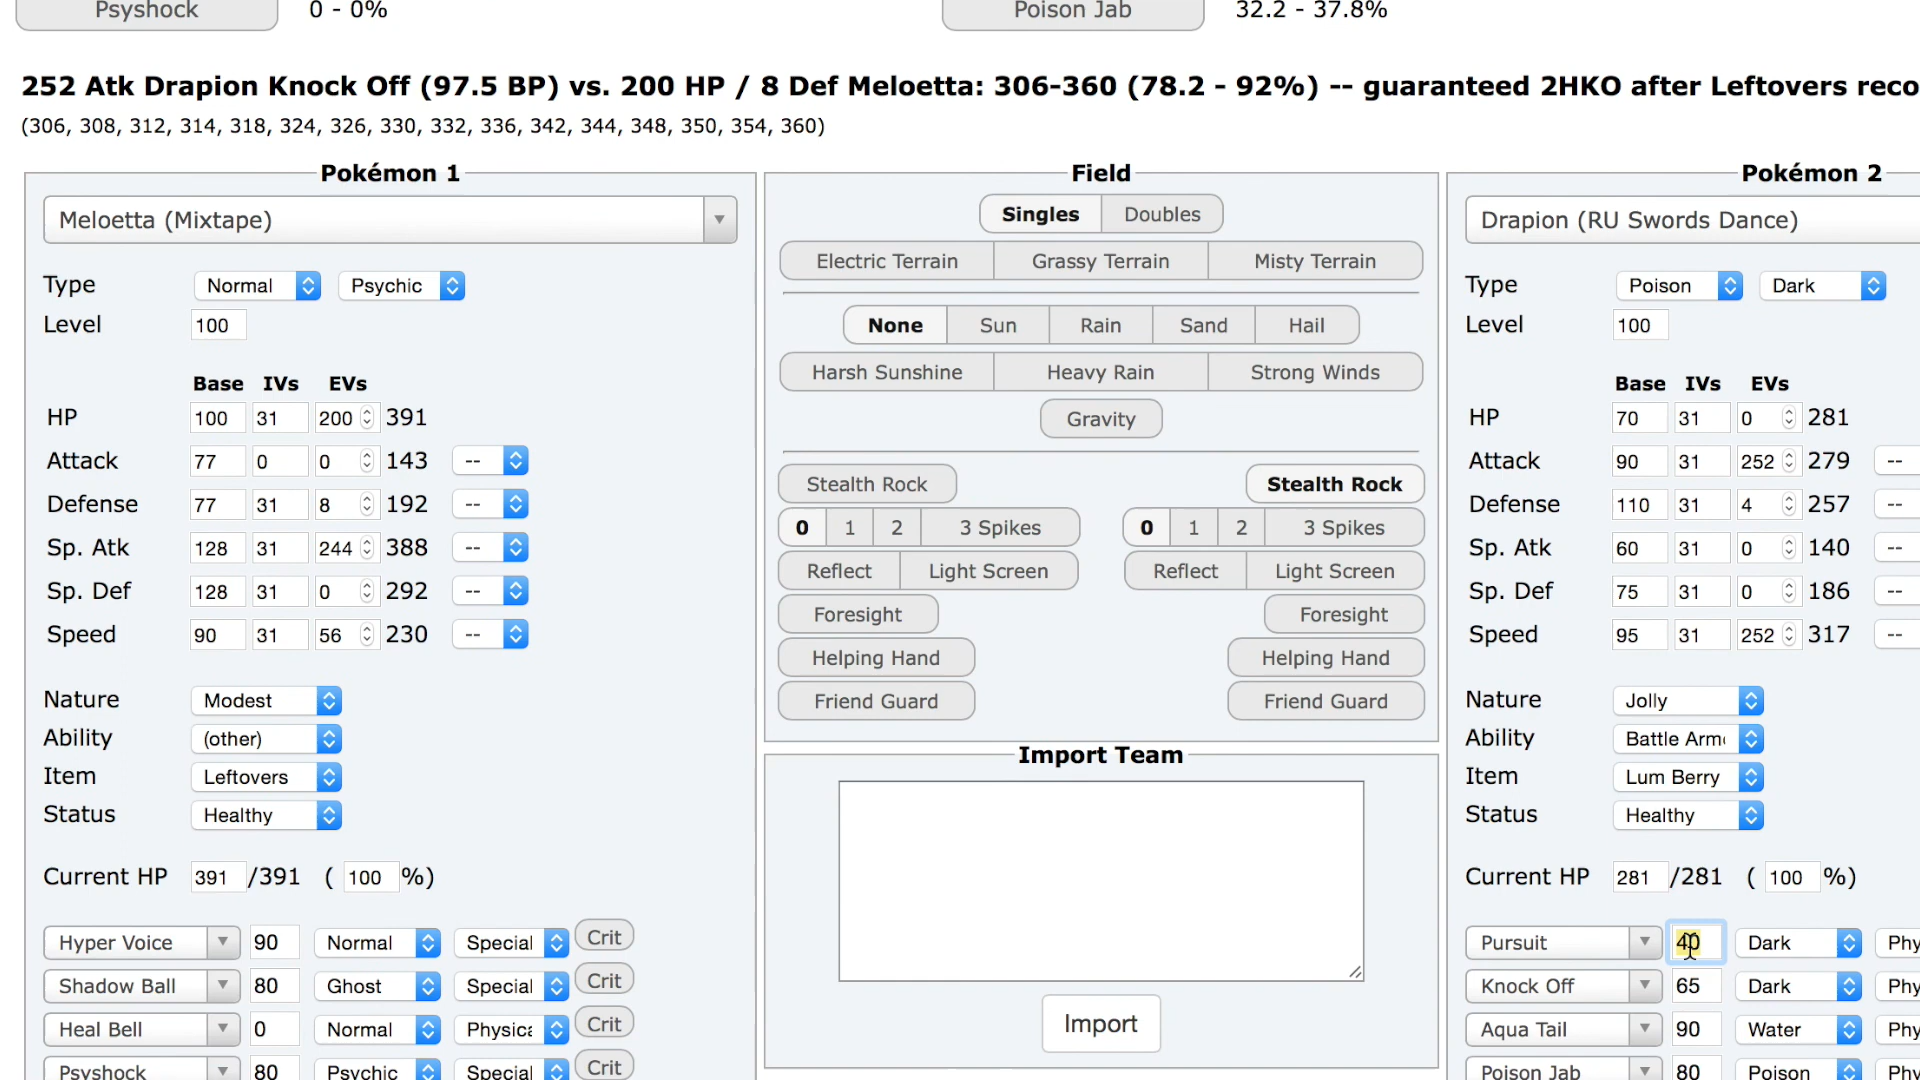 Psyshock 0 - 0% Poison Jab 32.2 - 37.8%
252 Atk Drapion Knock Off (97.5 BP) vs. 200 HP / 8 Def Meloetta: 306-360 (78.2 - 92%) -- guaranteed 2HKO after Leftovers reco
(306, 308, 312, 314, 318, 324, 326, 330, 332, 336, 342, 344, 348, 350, 354, 360)
Pokémon 1
Meloetta (Mixtape)
Type Normal Psychic
Level 100
Base IVs EVs
HP 100 31 200 391
Attack 77 0 0 143 --
Defense 77 31 8 192 --
Sp. Atk 128 31 244 388 --
Sp. Def 128 31 0 292 --
Speed 90 31 56 230 --
Nature Modest
Ability (other)
Item Leftovers
Status Healthy
Current HP 391 /391 ( 100 %)
Hyper Voice 90 Normal Special Crit
Shadow Ball 80 Ghost Special Crit
Heal Bell 0 Normal Physica Crit
Psyshock 80 Psychic Special Crit
Field
Singles Doubles
Electric Terrain Grassy Terrain Misty Terrain
None Sun Rain Sand Hail
Harsh Sunshine Heavy Rain Strong Winds
Gravity
Stealth Rock Stealth Rock
0 1 2 3 Spikes 0 1 2 3 Spikes
Reflect Light Screen Reflect Light Screen
Foresight Foresight
Helping Hand Helping Hand
Friend Guard Friend Guard
Import Team
Import
Pokémon 2
Drapion (RU Swords Dance)
Type Poison Dark
Level 100
Base IVs EVs
HP 70 31 0 281
Attack 90 31 252 279 --
Defense 110 31 4 257 --
Sp. Atk 60 31 0 140 --
Sp. Def 75 31 0 186 --
Speed 95 31 252 317 --
Nature Jolly
Ability Battle Arm
Item Lum Berry
Status Healthy
Current HP 281 /281 ( 100 %)
Pursuit 40 Dark Phy
Knock Off 65 Dark Phy
Aqua Tail 90 Water Phy
Poison Jab 80 Poison Phy